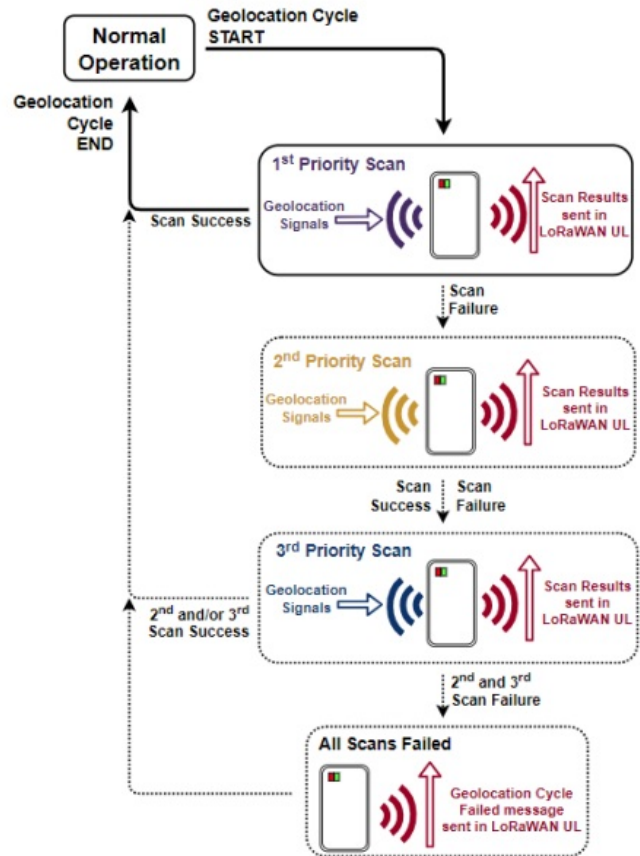 Normal
Operation
Geolocation Cycle
START
Geolocation
Cycle
END
1st Priority Scan
Geolocation
Signals
Scan Results
sent in
LoRaWAN UL
Scan Success
Scan
Failure
2nd Priority Scan
Geolocation
Signals
Scan Results
sent in
LoRaWAN UL
Scan
Success
Scan
Failure
3rd Priority Scan
Geolocation
Signals
Scan Results
sent in
LoRaWAN UL
2nd and/or 3rd
Scan Success
2nd and 3rd
Scan Failure
All Scans Failed
Geolocation Cycle
Failed message
sent in LoRaWAN UL